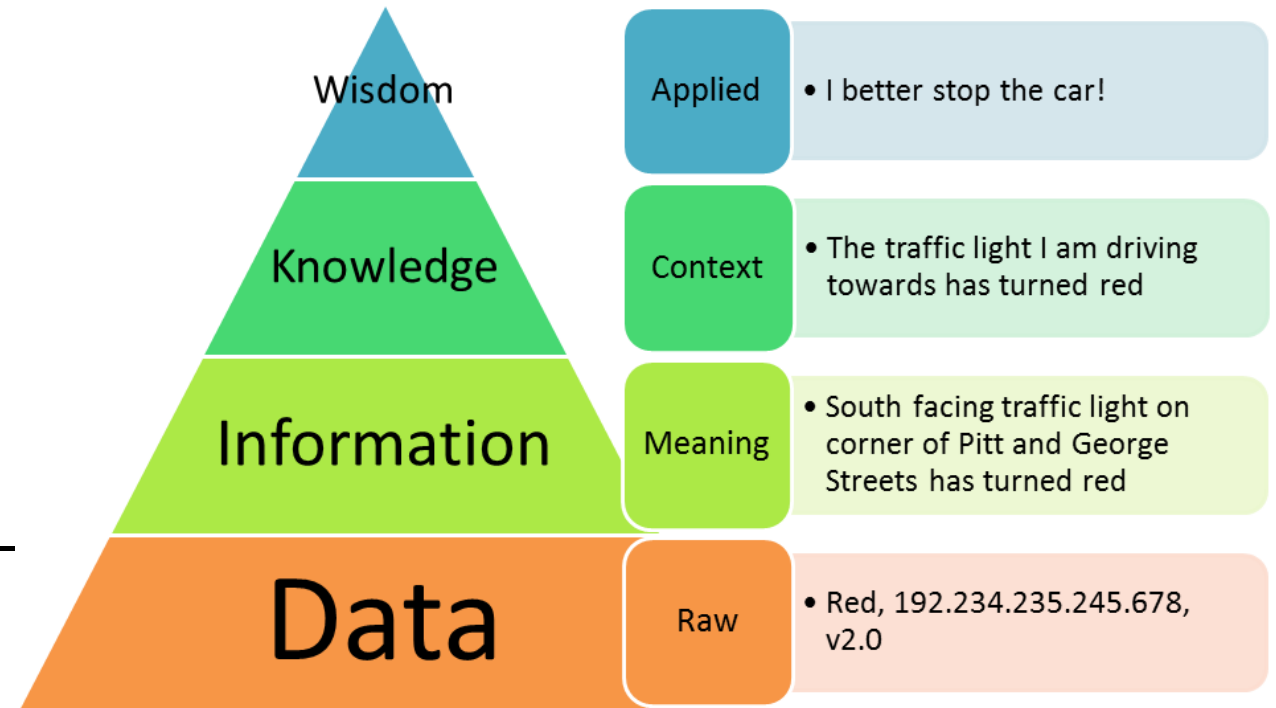 Wisdom
Applied
• I better stop the car!
Knowledge
Context
• The traffic light I am driving
towards has turned red
Information
Meaning
• South facing traffic light on
corner of Pitt and George
Streets has turned red
Data
Raw
• Red, 192.234.235.245.678,
v2.0